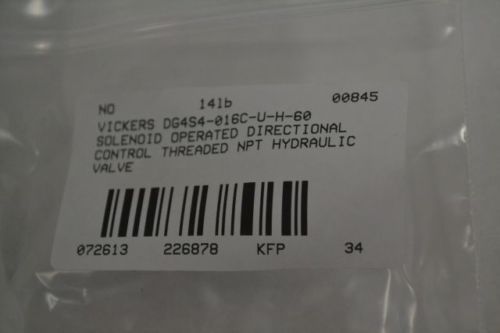 NO 14lb 00845
VICKERS DG4S4-016C-U-H-60
SOLENOID OPERATED DIRECTIONAL
CONTROL THREADED NPT HYDRAULIC
VALVE
072613 226878 KFP 34